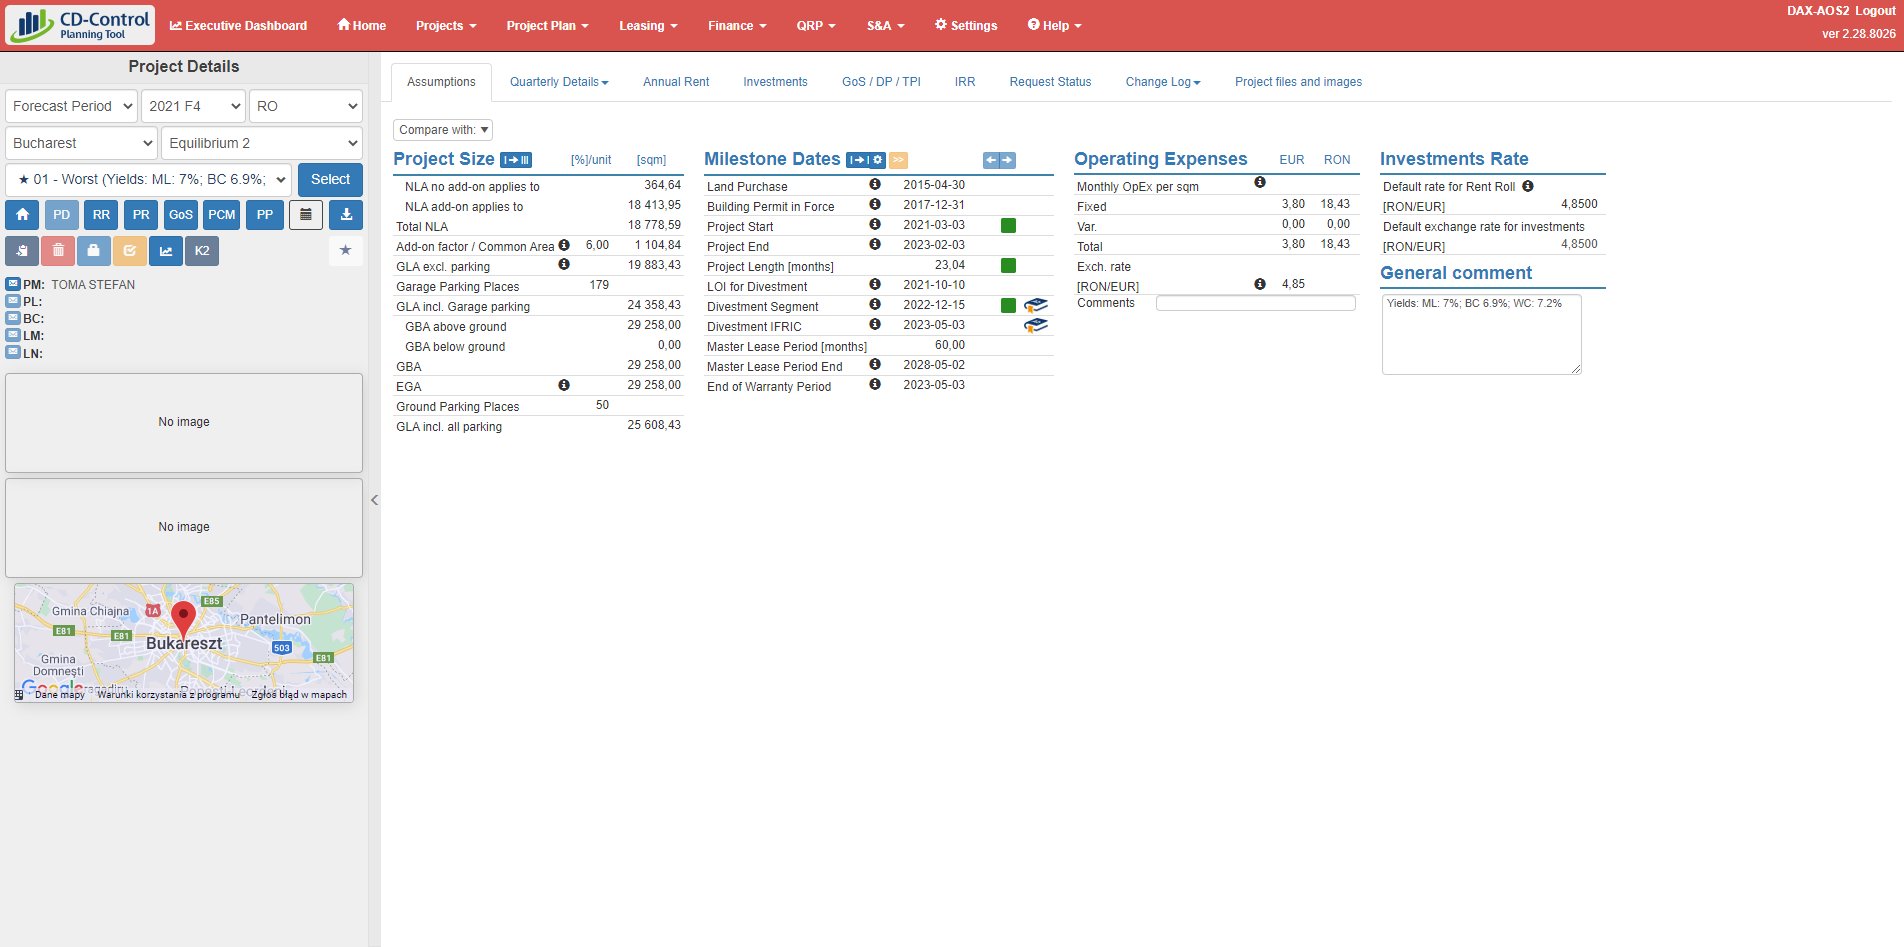 CD-Control
Planning Tool
Executive Dashboard
Home
Projects
Project Plan
Leasing
Finance
QRP
S&A
Settings
Help
DAX-AOS2 Logout
ver 2.28.8026
Project Details
Forecast Period
2021 F4
RO
Bucharest
Equilibrium 2
★ 01 - Worst (Yields: ML: 7%; BC 6.9%;
Select
PD
RR
PR
GoS
PCM
PP
K2
PM: TOMA STEFAN
PL:
BC:
LM:
LN:
No image
No image
Gmina Chiajna
1A
E85
Pantelimon
E81
E81
Bukareszt
503
E81
Gmina
Domnești
Google
Dane mapy
Warunki korzystania z programu
Zgłoś błąd w mapach
Assumptions
Quarterly Details
Annual Rent
Investments
GoS / DP / TPI
IRR
Request Status
Change Log
Project files and images
Compare with:
Project Size [%]/unit [sqm]
NLA no add-on applies to 364,64
NLA add-on applies to 18 413,95
Total NLA 18 778,59
Add-on factor / Common Area 6,00 1 104,84
GLA excl. parking 19 883,43
Garage Parking Places 179
GLA incl. Garage parking 24 358,43
GBA above ground 29 258,00
GBA below ground 0,00
GBA 29 258,00
EGA 29 258,00
Ground Parking Places 50
GLA incl. all parking 25 608,43
Milestone Dates >>
Land Purchase 2015-04-30
Building Permit in Force 2017-12-31
Project Start 2021-03-03
Project End 2023-02-03
Project Length [months] 23,04
LOI for Divestment 2021-10-10
Divestment Segment 2022-12-15
Divestment IFRIC 2023-05-03
Master Lease Period [months] 60,00
Master Lease Period End 2028-05-02
End of Warranty Period 2023-05-03
Operating Expenses EUR RON
Monthly OpEx per sqm
Fixed 3,80 18,43
Var. 0,00 0,00
Total 3,80 18,43
Exch. rate
[RON/EUR] 4,85
Comments
Investments Rate
Default rate for Rent Roll
[RON/EUR] 4,8500
Default exchange rate for investments
[RON/EUR] 4,8500
General comment
Yields: ML: 7%; BC 6.9%; WC: 7.2%